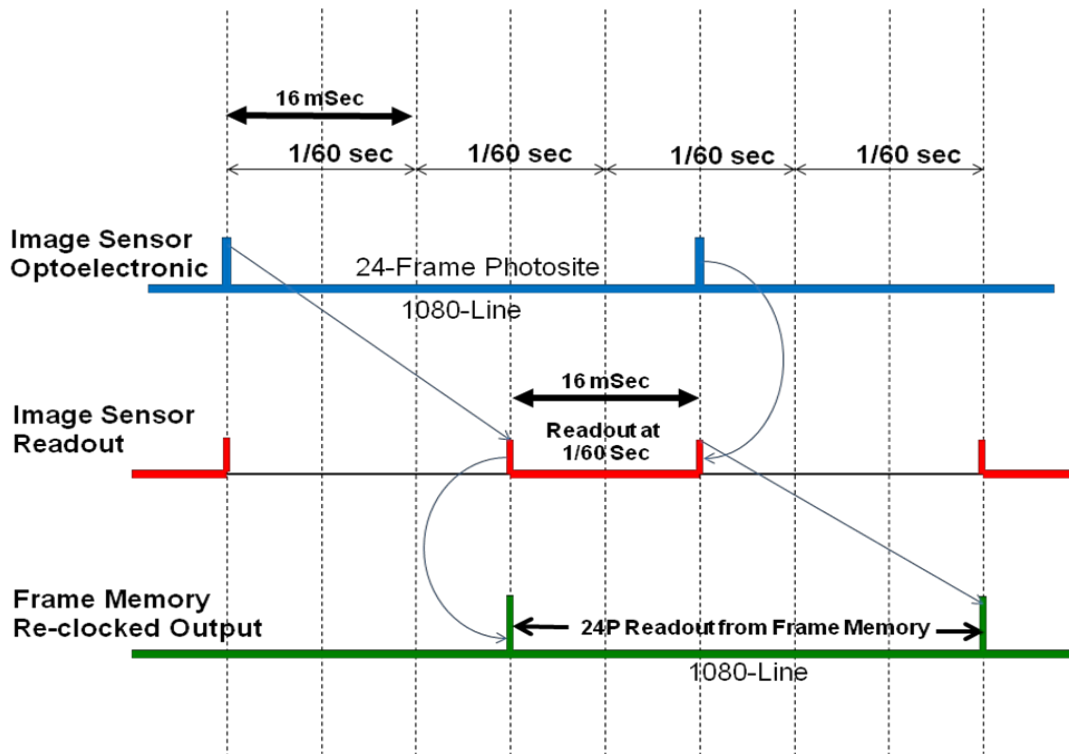 16 mSec
1/60 sec
1/60 sec
1/60 sec
1/60 sec
Image Sensor
Optoelectronic
24-Frame Photosite
1080-Line
16 mSec
Image Sensor
Readout
Readout at
1/60 Sec
Frame Memory
Re-clocked Output
24P Readout from Frame Memory
1080-Line